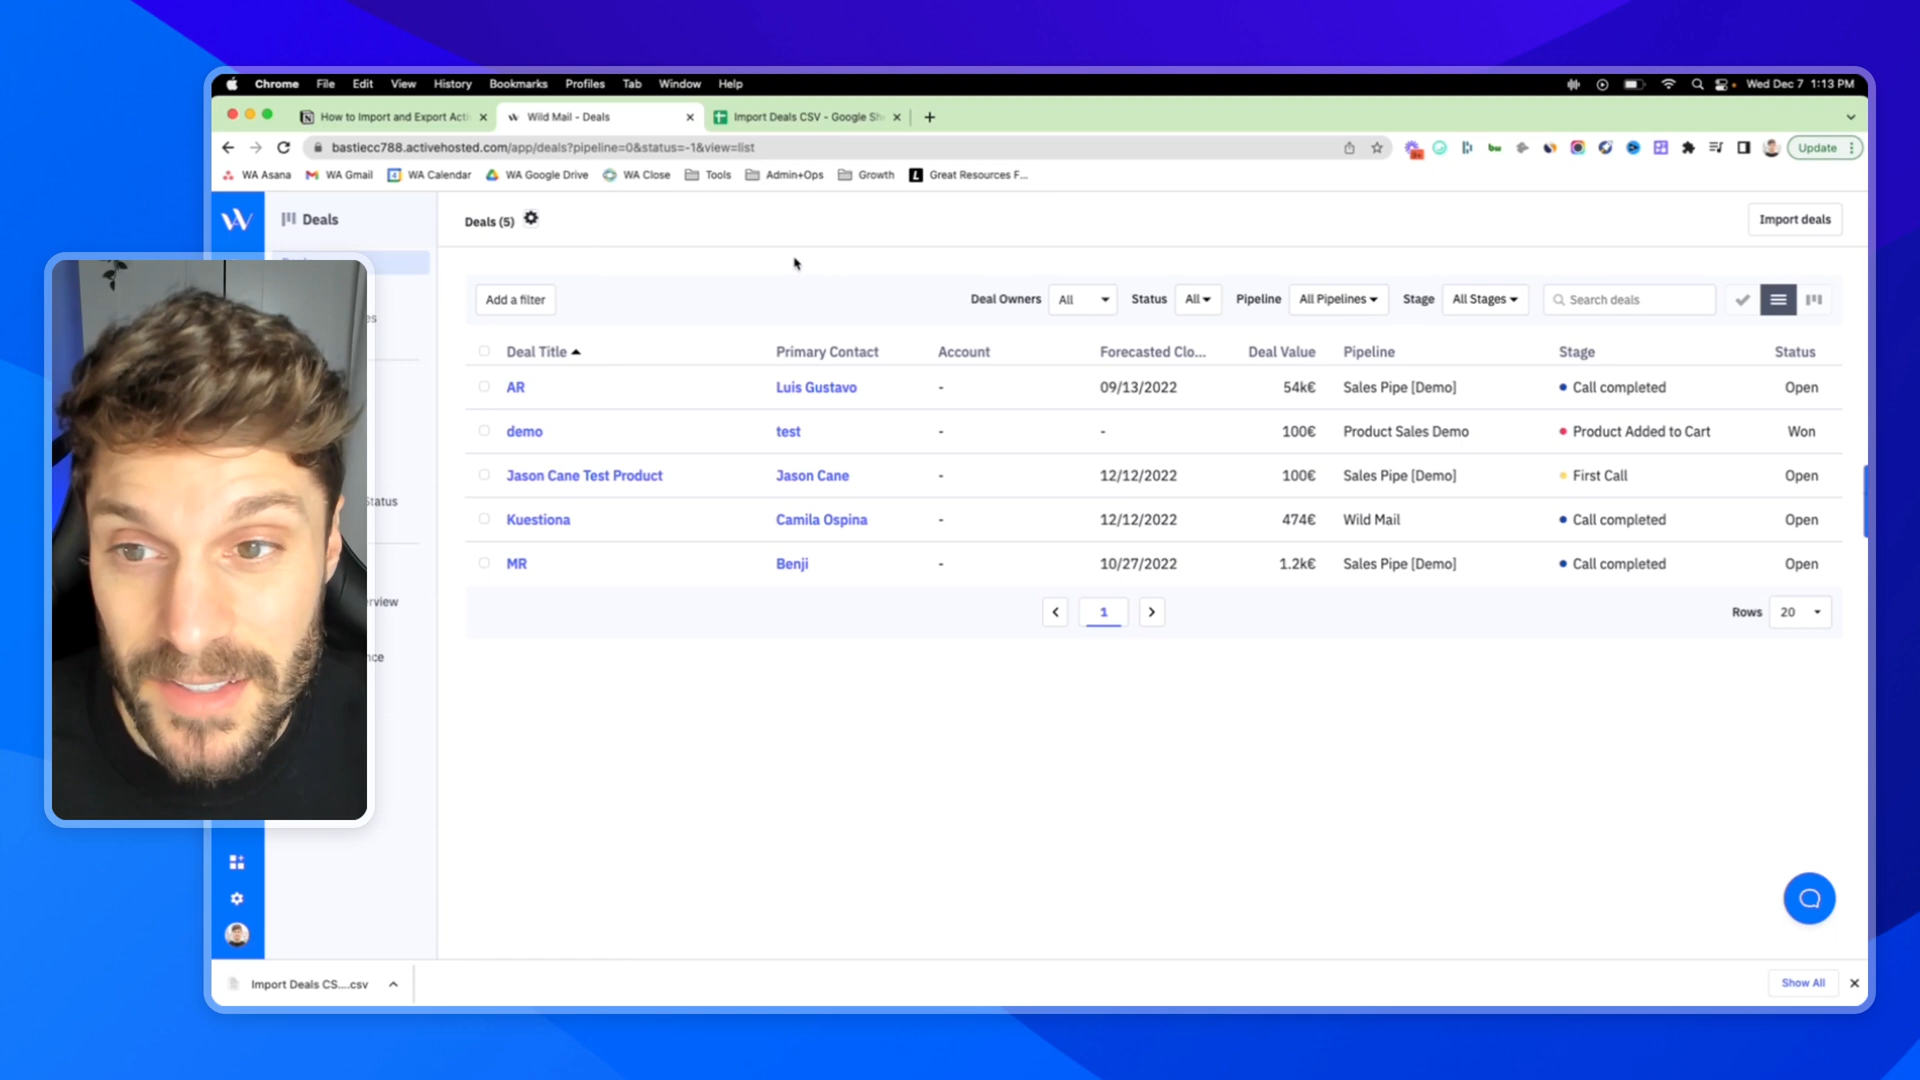 Chrome File Edit View History Bookmarks Profiles Tab Window Help Wed Dec 7 1:13 PM
How to Import and Export Acti Wild Mail - Deals Import Deals CSV - Google She
bastiecc788.activehosted.com/app/deals?pipeline=0&status=-1&view=list Update
WA Asana WA Gmail WA Calendar WA Google Drive WA Close Tools Admin+Ops Growth Great Resources F...
Deals
Deals (5)
Import deals
Add a filter Deal Owners All Status All Pipeline All Pipelines Stage All Stages Search deals
Deal Title Primary Contact Account Forecasted Clo... Deal Value Pipeline Stage Status
AR Luis Gustavo - 09/13/2022 54k€ Sales Pipe [Demo] Call completed Open
demo test - - 100€ Product Sales Demo Product Added to Cart Won
Jason Cane Test Product Jason Cane - 12/12/2022 100€ Sales Pipe [Demo] First Call Open
Kuestiona Camila Ospina - 12/12/2022 474€ Wild Mail Call completed Open
MR Benji - 10/27/2022 1.2k€ Sales Pipe [Demo] Call completed Open
1 Rows 20
es
Status
rview
nce
Import Deals CS....csv Show All